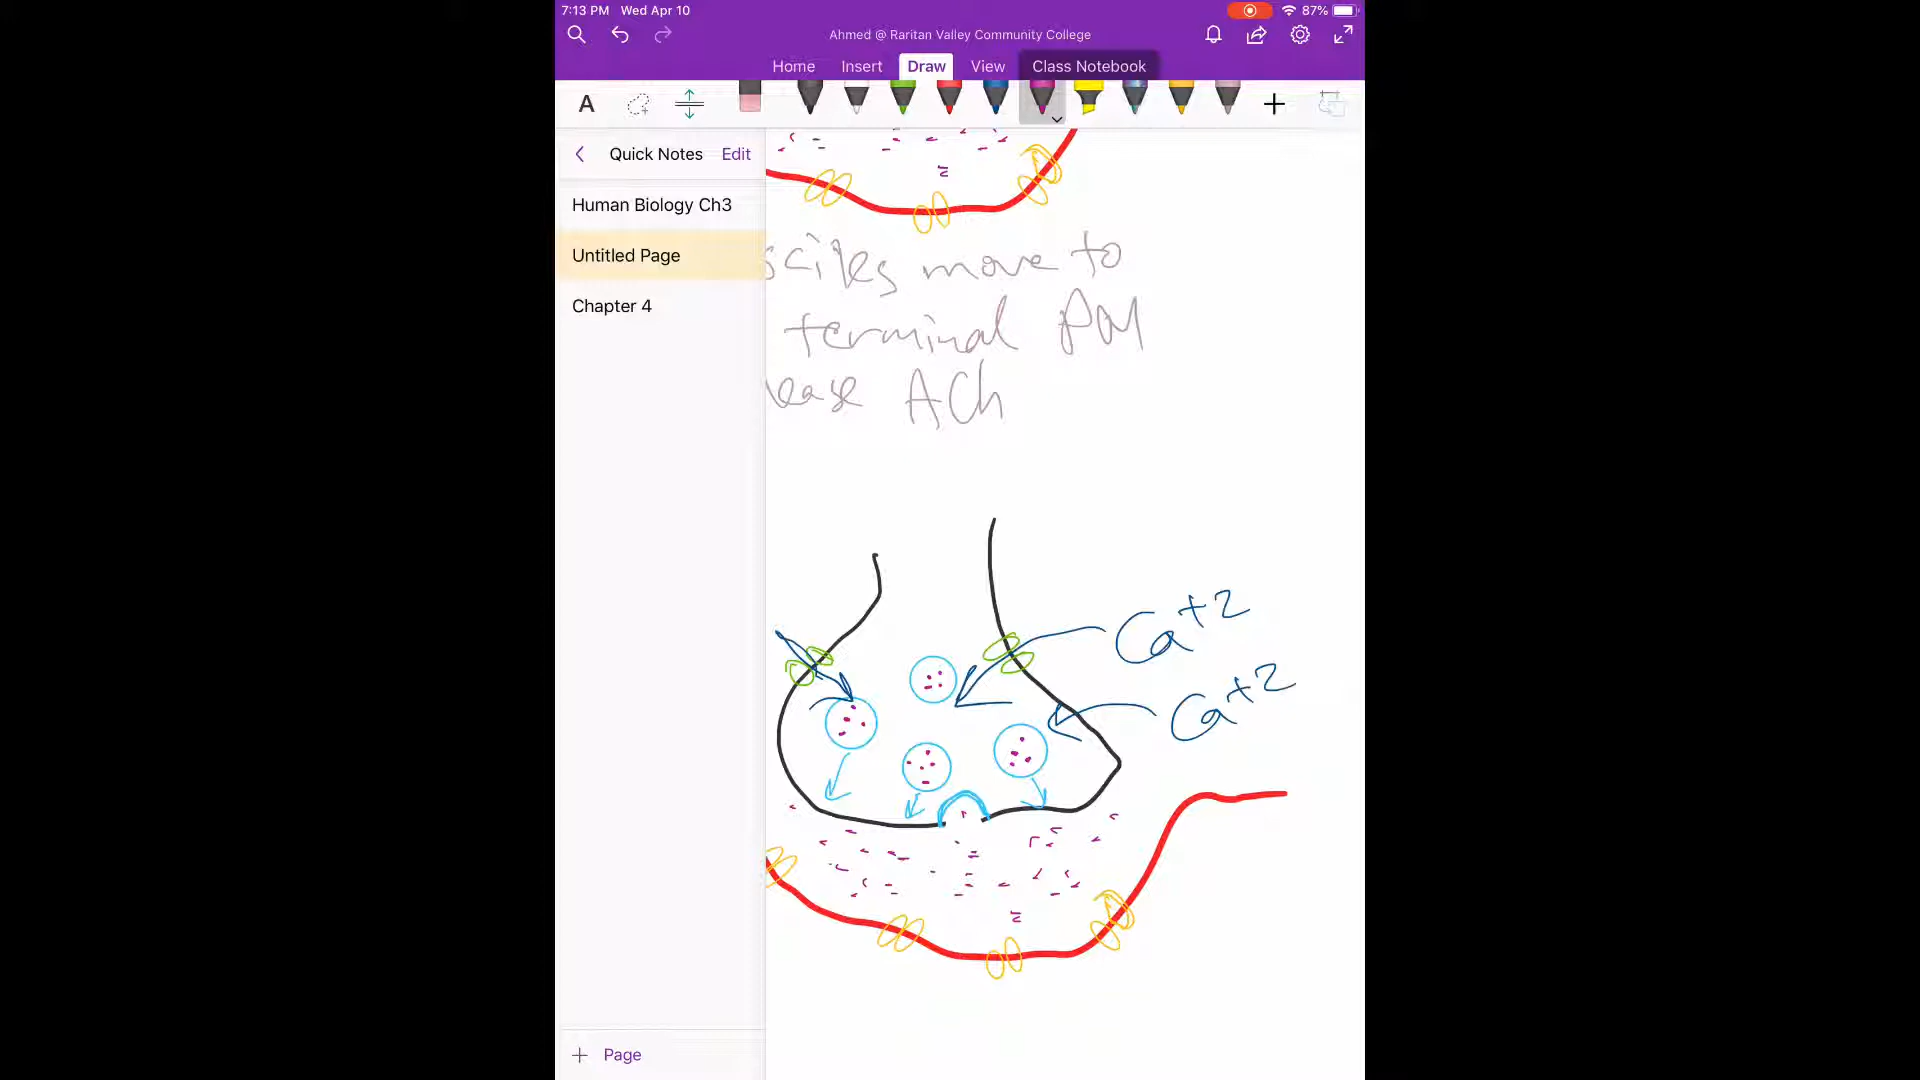 7:13 PM Wed Apr 10
87%
Ahmed @ Raritan Valley Community College
Home Insert Draw View Class Notebook
A
Quick Notes Edit
Human Biology Ch3
Untitled Page
Chapter 4
move to
terminal PM
ease ACh
Ca+2
Ca+2
Page